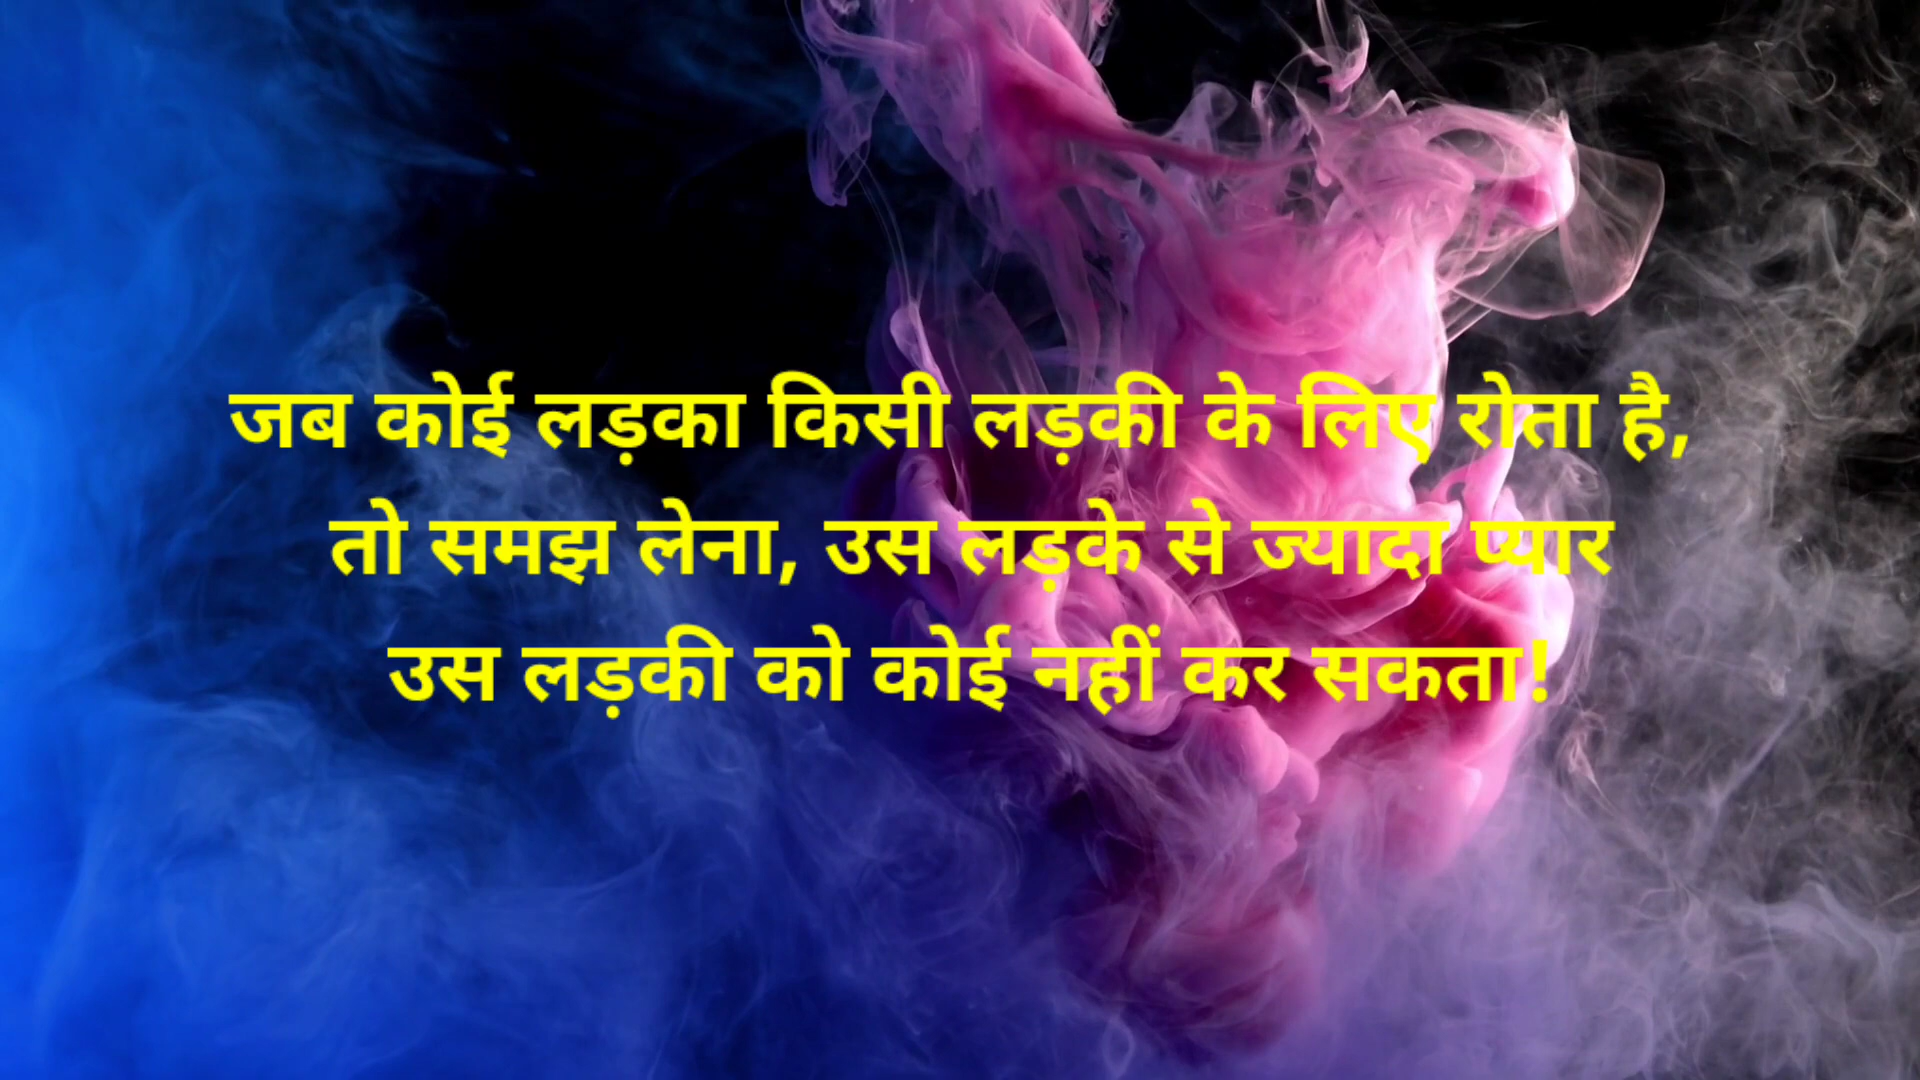 जब कोई लड़का किसी लड़की के लिए रोता है,
तो समझ लेना, उस लड़के से ज्यादा प्यार
उस लड़की को कोई नहीं कर सकता!